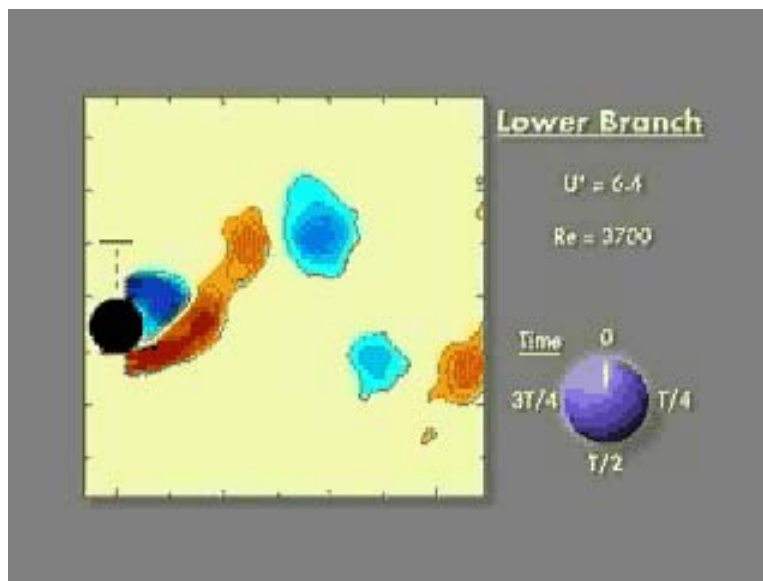 Lower Branch
U* = 6.4
Re = 3700
Time
0
3T/4
T/4
T/2